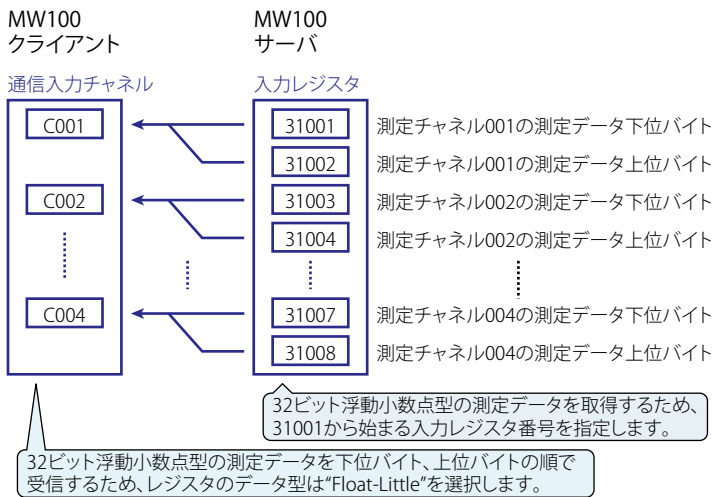 MW100
クライアント
MW100
サーバ
通信入力チャネル
入力レジスタ
C001
31001
測定チャネル001の測定データ下位バイト
31002
測定チャネル001の測定データ上位バイト
C002
31003
測定チャネル002の測定データ下位バイト
31004
測定チャネル002の測定データ上位バイト
C004
31007
測定チャネル004の測定データ下位バイト
31008
測定チャネル004の測定データ上位バイト
32ビット浮動小数点型の測定データを取得するため、
31001から始まる入力レジスタ番号を指定します。
32ビット浮動小数点型の測定データを下位バイト、上位バイトの順で
受信するため、レジスタのデータ型は“Float-Little”を選択します。